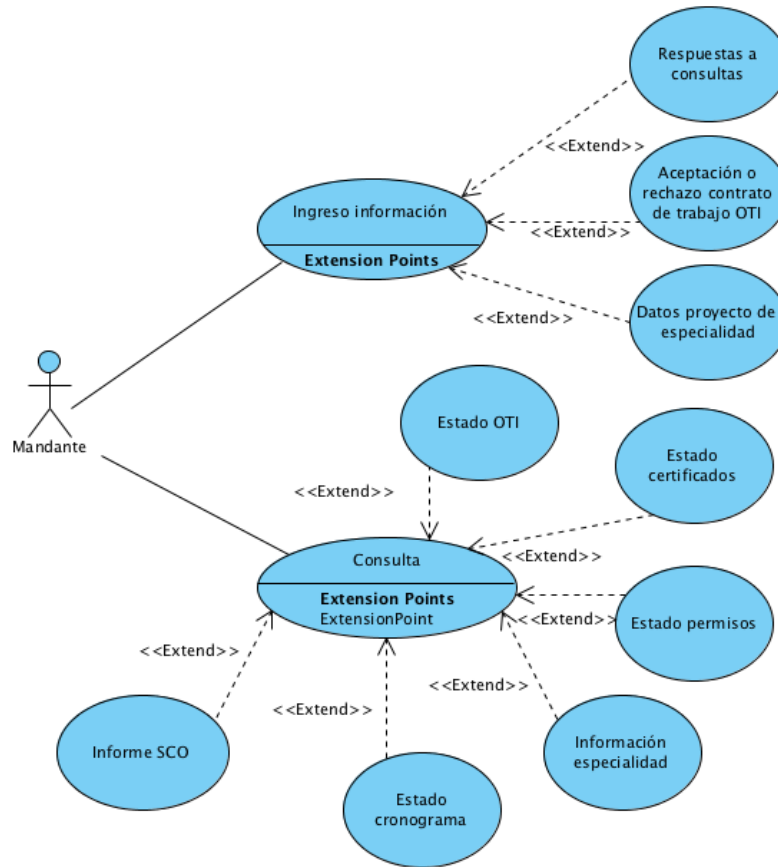 Respuestas a
consultas
<<Extend>>
Aceptación o
rechazo contrato
de trabajo OTI
Ingreso información
<<Extend>>
Extension Points
Datos proyecto de
especialidad
<<Extend>>
Mandante
Estado OTI
Estado
certificados
<<Extend>>
<<Extend>>
Consulta
Extension Points
ExtensionPoint
Estado permisos
<<Extend>>
<<Extend>>
<<Extend>>
<<Extend>>
Informe SCO
Información
especialidad
Estado
cronograma